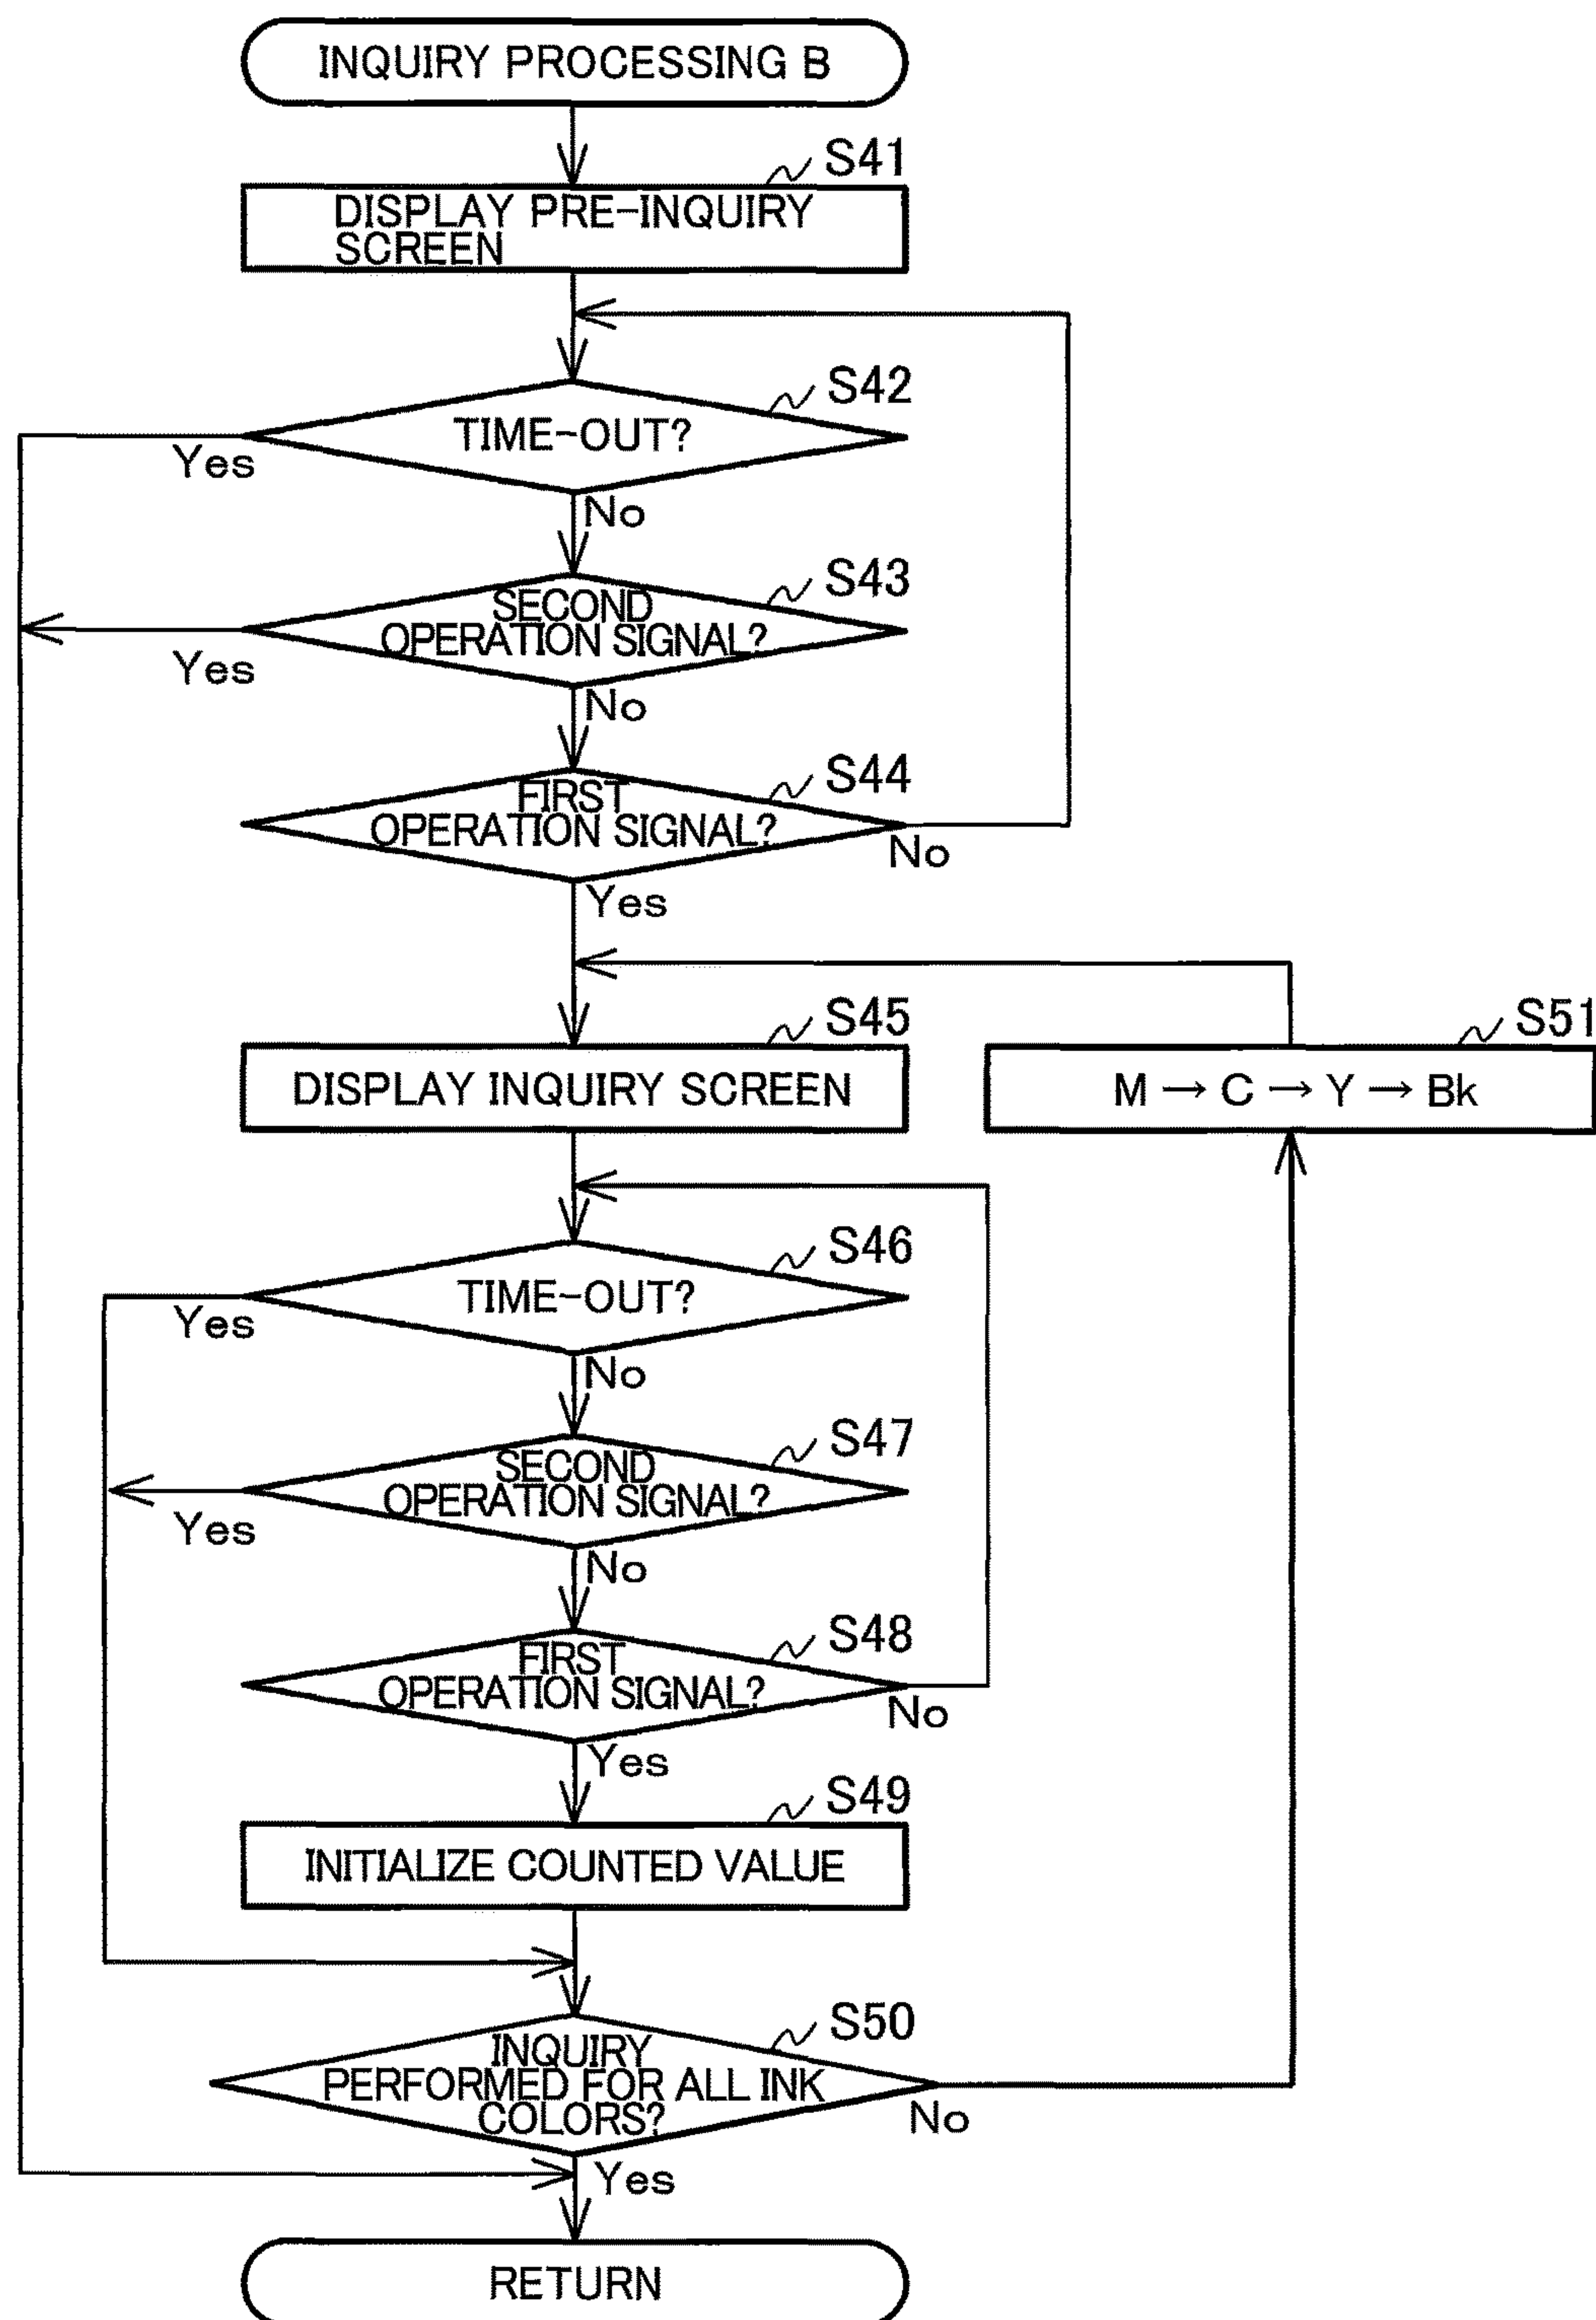 INQUIRY PROCESSING B
S41
DISPLAY PRE-INQUIRY
SCREEN
S42
TIME-OUT?
Yes
No
S43
SECOND
OPERATION SIGNAL?
Yes
No
S44
FIRST
OPERATION SIGNAL?
No
Yes
S45
DISPLAY INQUIRY SCREEN
S51
M → C → Y → Bk
S46
TIME-OUT?
Yes
No
S47
SECOND
OPERATION SIGNAL?
Yes
No
S48
FIRST
OPERATION SIGNAL?
No
Yes
S49
INITIALIZE COUNTED VALUE
S50
INQUIRY
PERFORMED FOR ALL INK
COLORS?
No
Yes
RETURN